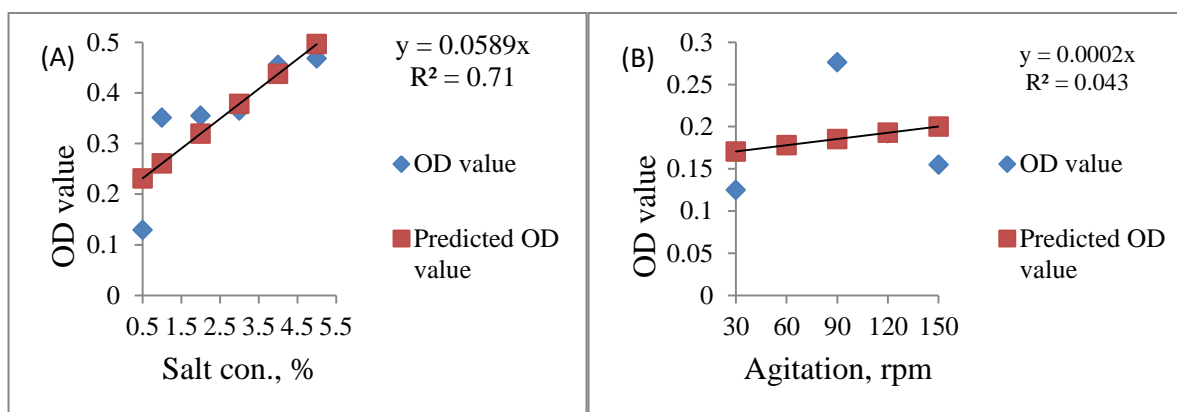 (A)
y = 0.0589x
R² = 0.71
0.5
0.4
0.3
0.2
0.1
0
OD value
0.5 1.5 2.5 3.5 4.5 5.5
Salt con., %
OD value
Predicted OD
value
(B)
y = 0.0002x
R² = 0.043
0.3
0.25
0.2
0.15
0.1
0.05
0
OD value
30 60 90 120 150
Agitation, rpm
OD value
Predicted OD
value